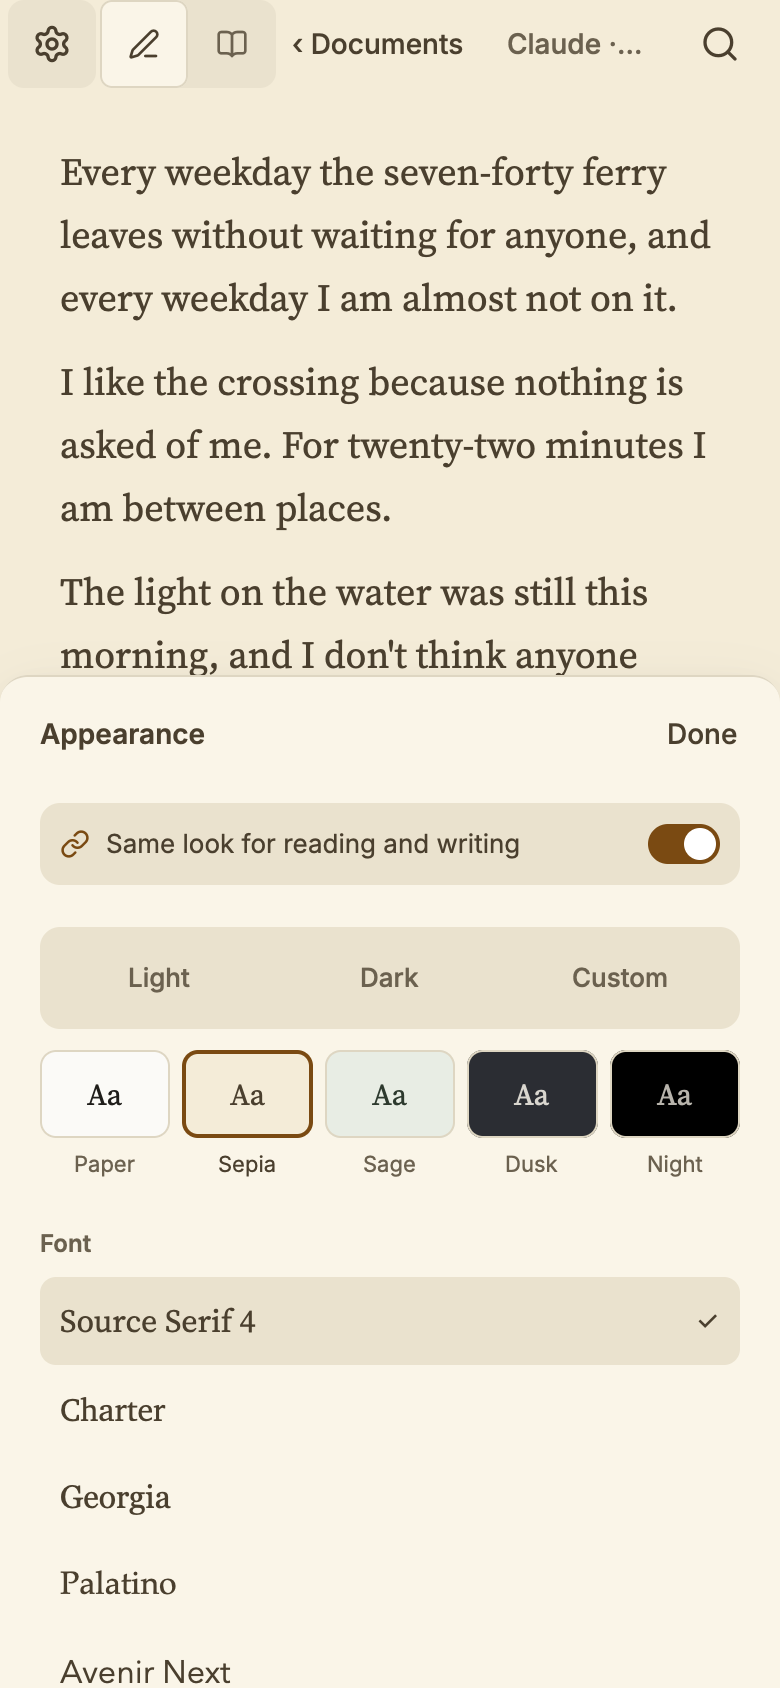 ‹ Documents Claude ·...
Every weekday the seven-forty ferry
leaves without waiting for anyone, and
every weekday I am almost not on it.
I like the crossing because nothing is
asked of me. For twenty-two minutes I
am between places.
The light on the water was still this
morning, and I don't think anyone
Appearance Done
Same look for reading and writing
Light Dark Custom
Aa Aa Aa Aa Aa
Paper Sepia Sage Dusk Night
Font
Source Serif 4
Charter
Georgia
Palatino
Avenir Next